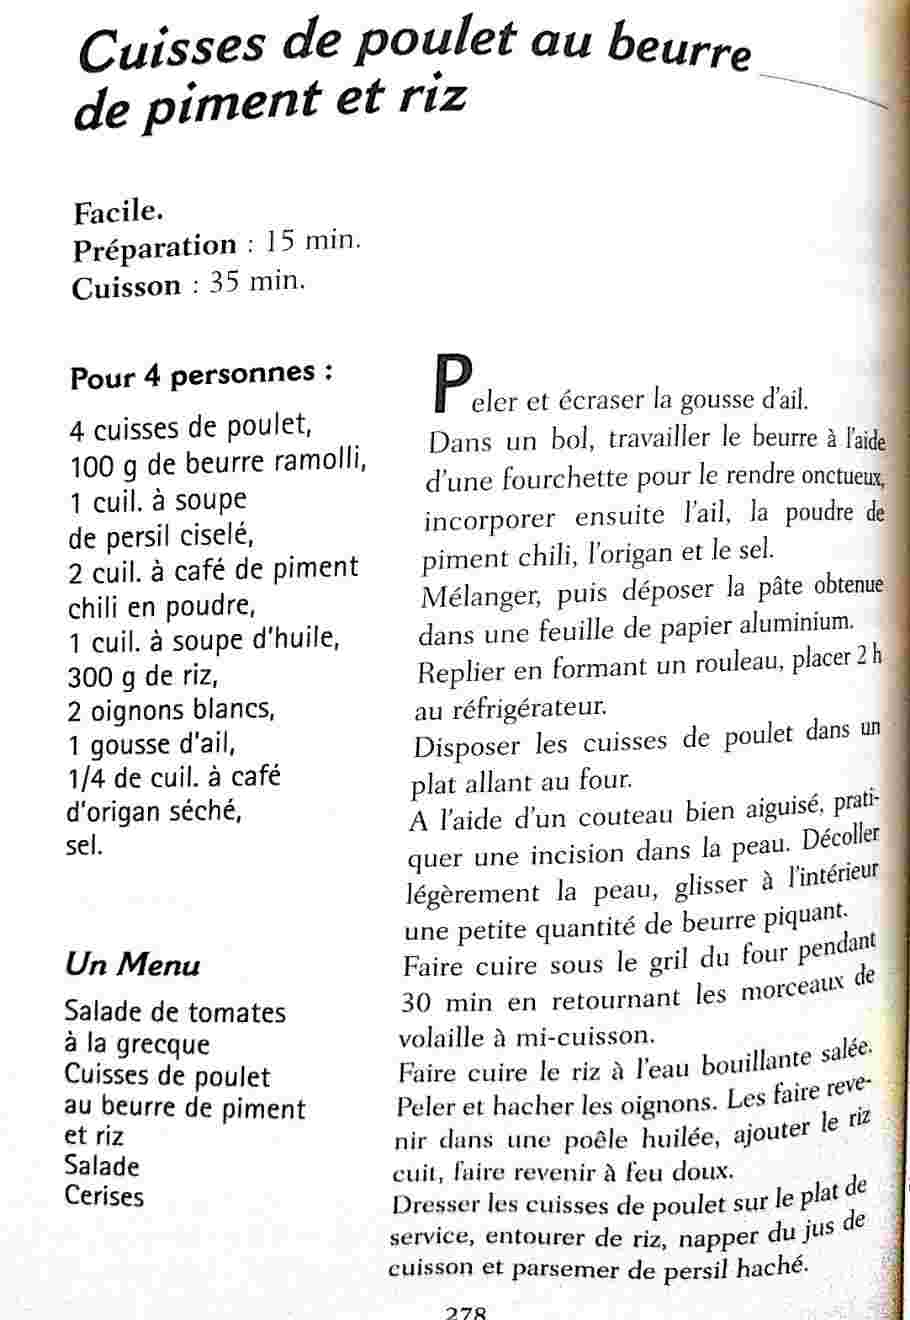 Cuisses de poulet au beurre
de piment et riz
Facile.
Préparation : 15 min.
Cuisson : 35 min.
Pour 4 personnes :
4 cuisses de poulet,
100 g de beurre ramolli,
1 cuil. à soupe
de persil ciselé,
2 cuil. à café de piment
chili en poudre,
1 cuil. à soupe d'huile,
300 g de riz,
2 oignons blancs,
1 gousse d'ail,
1/4 de cuil. à café
d'origan séché,
sel.
Un Menu
Salade de tomates
à la grecque
Cuisses de poulet
au beurre de piment
et riz
Salade
Cerises
Peler et écraser la gousse d'ail.
Dans un bol, travailler le beurre à l'aide
d'une fourchette pour le rendre onctueux,
incorporer ensuite l'ail, la poudre de
piment chili, l'origan et le sel.
Mélanger, puis déposer la pâte obtenue
dans une feuille de papier aluminium.
Replier en formant un rouleau, placer 2 h
au réfrigérateur.
Disposer les cuisses de poulet dans un
plat allant au four.
A l'aide d'un couteau bien aiguisé, prati-
quer une incision dans la peau. Décoller
légèrement la peau, glisser à l'intérieur
une petite quantité de beurre piquant.
Faire cuire sous le gril du four pendant
30 min en retournant les morceaux de
volaille à mi-cuisson.
Faire cuire le riz à l'eau bouillante salée.
Peler et hacher les oignons. Les faire reve-
nir dans une poêle huilée, ajouter le riz
cuit, faire revenir à feu doux.
Dresser les cuisses de poulet sur le plat de
service, entourer de riz, napper du jus de
cuisson et parsemer de persil haché.
278